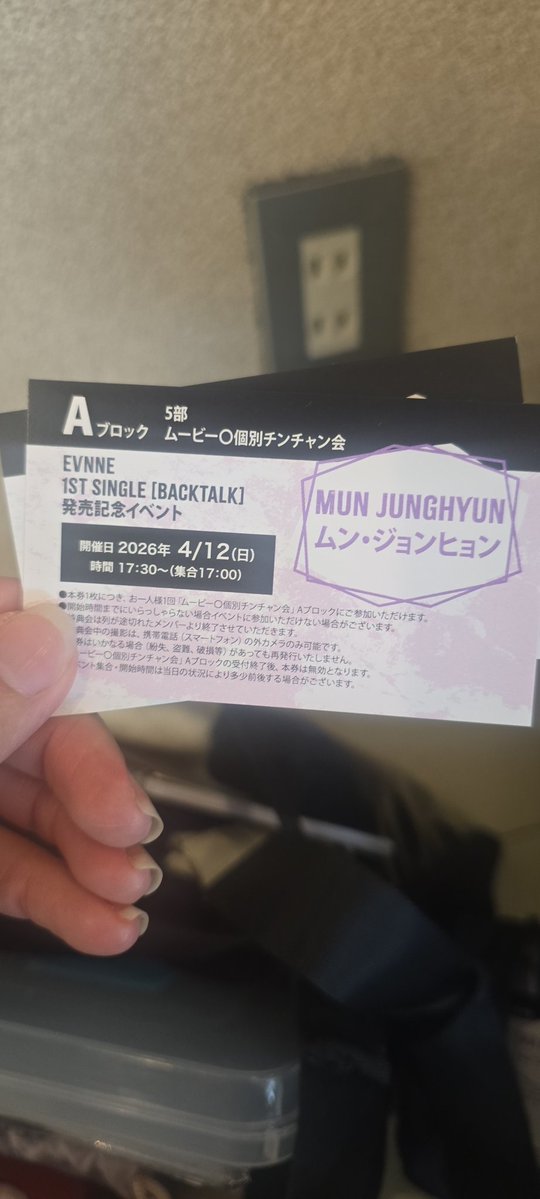 Aブロック 5部
ムービー〇個別チンチャン会
EVNNE
1ST SINGLE [BACKTALK]
発売記念イベント
開催日 2026年 4/12(日)
時間 17:30~(集合17:00)
MUN JUNGHYUN
ムン・ジョンヒョン
●本券1枚につき、お一人様1回「ムービー〇個別チンチャン会」Aブロックにご参加いただけます。
●開始時間までにいらっしゃらない場合イベントに参加いただけない場合がございます。
典会は列が途切れたメンバーより終了させていただきます。
典会中の撮影は、携帯電話(スマートフォン)の外カメラのみ可能です。
券はいかなる場合(紛失、盗難、破損等)があっても再発行いたしません。
ービー〇個別チンチャン会」Aブロックの受付終了後、本券は無効となります。
ベント集合・開始時間は当日の状況により多少前後する場合がございます。